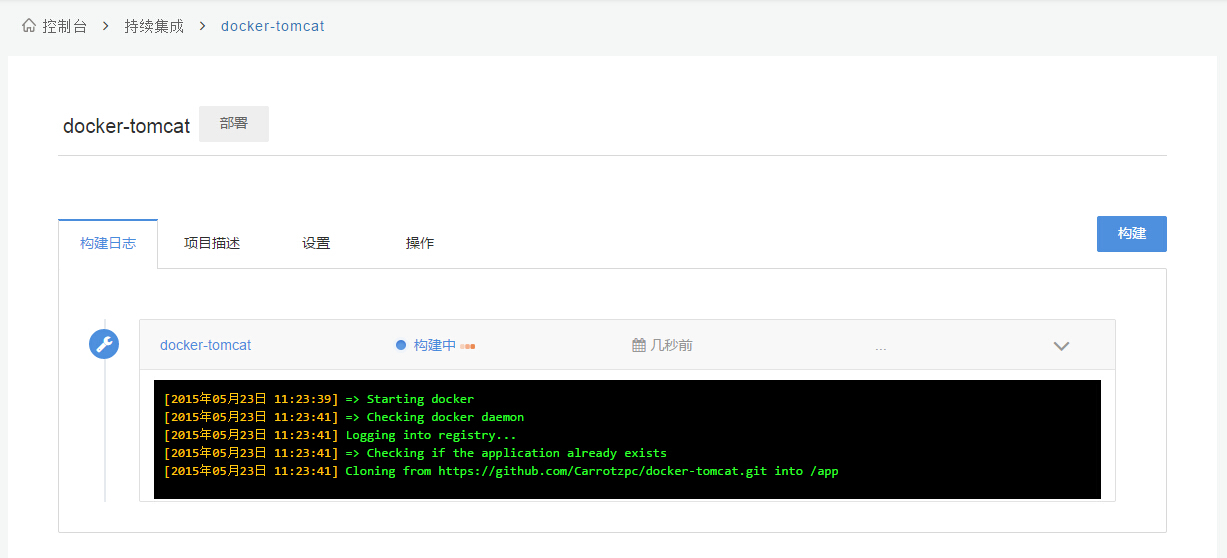 控制台 > 持续集成 > docker-tomcat
docker-tomcat 部署
构建日志 项目描述 设置 操作 构建
docker-tomcat 构建中 几秒前 ...
[2015年05月23日 11:23:39] => Starting docker
[2015年05月23日 11:23:41] => Checking docker daemon
[2015年05月23日 11:23:41] Logging into registry...
[2015年05月23日 11:23:41] => Checking if the application already exists
[2015年05月23日 11:23:41] Cloning from https://github.com/Carrotzpc/docker-tomcat.git into /app